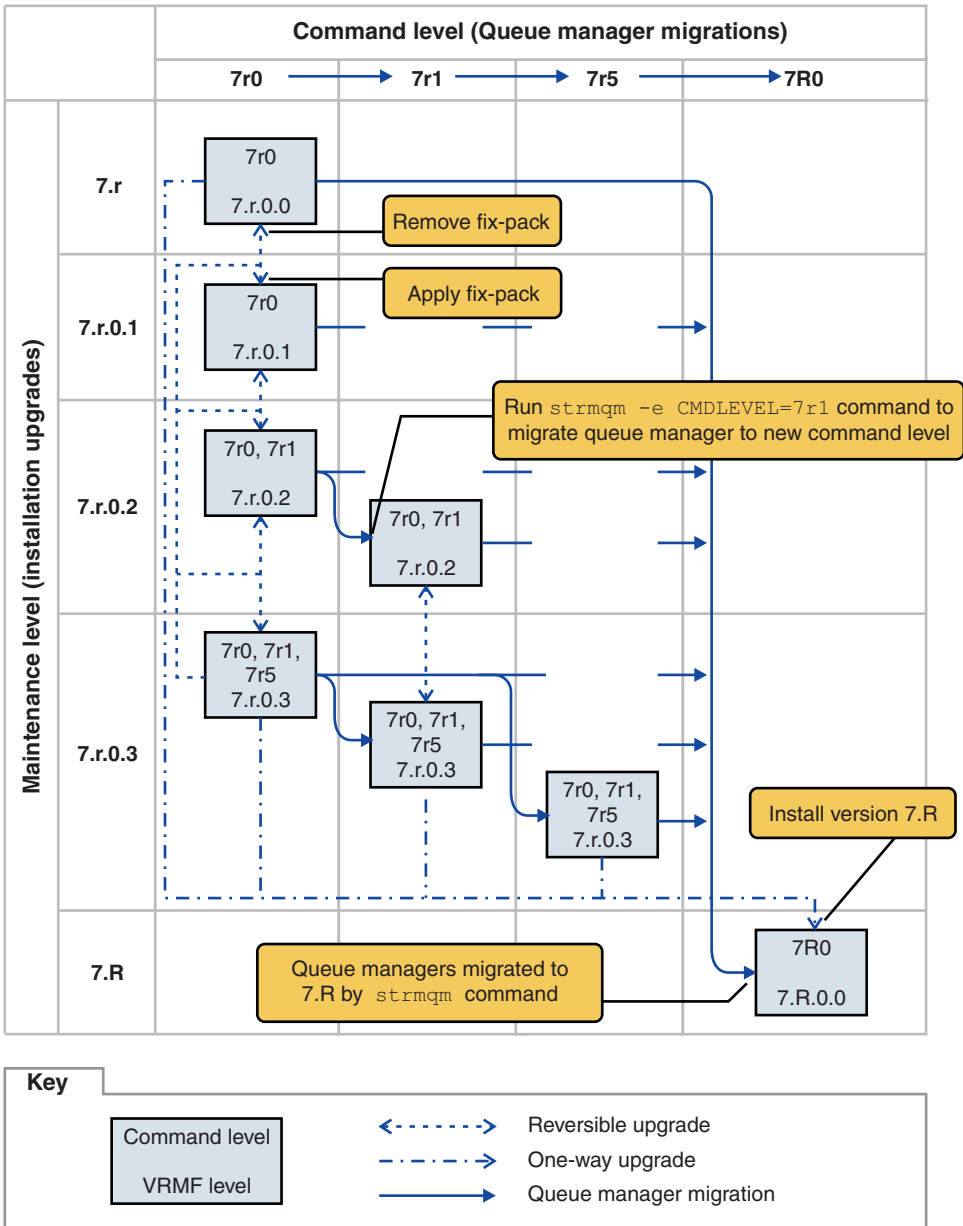 Command level (Queue manager migrations)
7r0
7r1
7r5
7R0
Maintenance level (installation upgrades)
7.r
7r0
7.r.0.0
Remove fix-pack
Apply fix-pack
7.r.0.1
7r0
7.r.0.1
Run strmqm -e CMDLEVEL=7r1 command to
migrate queue manager to new command level
7.r.0.2
7r0, 7r1
7.r.0.2
7r0, 7r1
7.r.0.2
7.r.0.3
7r0, 7r1,
7r5
7.r.0.3
7r0, 7r1,
7r5
7.r.0.3
7r0, 7r1,
7r5
7.r.0.3
Install version 7.R
7.R
Queue managers migrated to
7.R by strmqm command
7R0
7.R.0.0
Key
Command level
VRMF level
Reversible upgrade
One-way upgrade
Queue manager migration